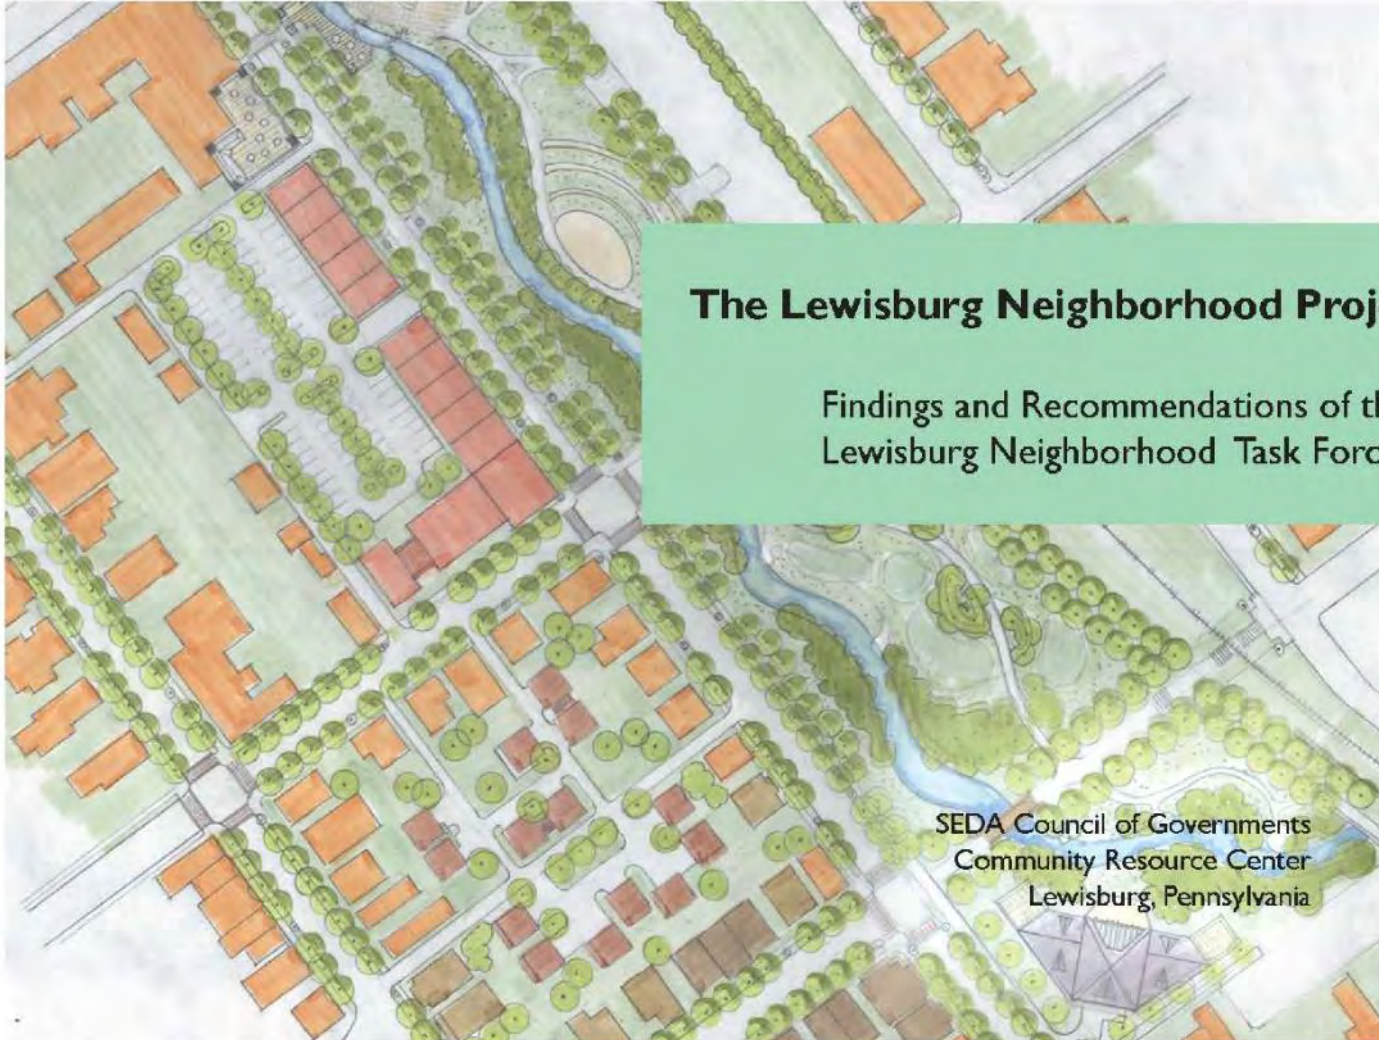 The Lewisburg Neighborhood Proj
Findings and Recommendations of th
Lewisburg Neighborhood Task Forc
SEDA Council of Governments
Community Resource Center
Lewisburg, Pennsylvania